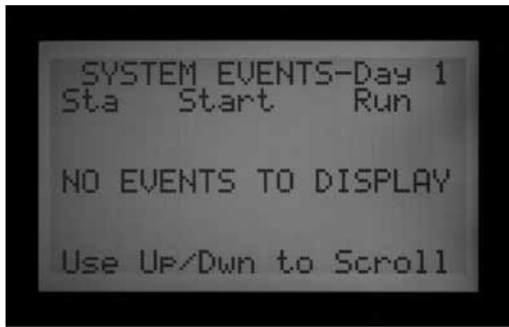 SYSTEM EVENTS-Day 1
Sta Start Run
NO EVENTS TO DISPLAY
Use Up/Dwn to Scroll